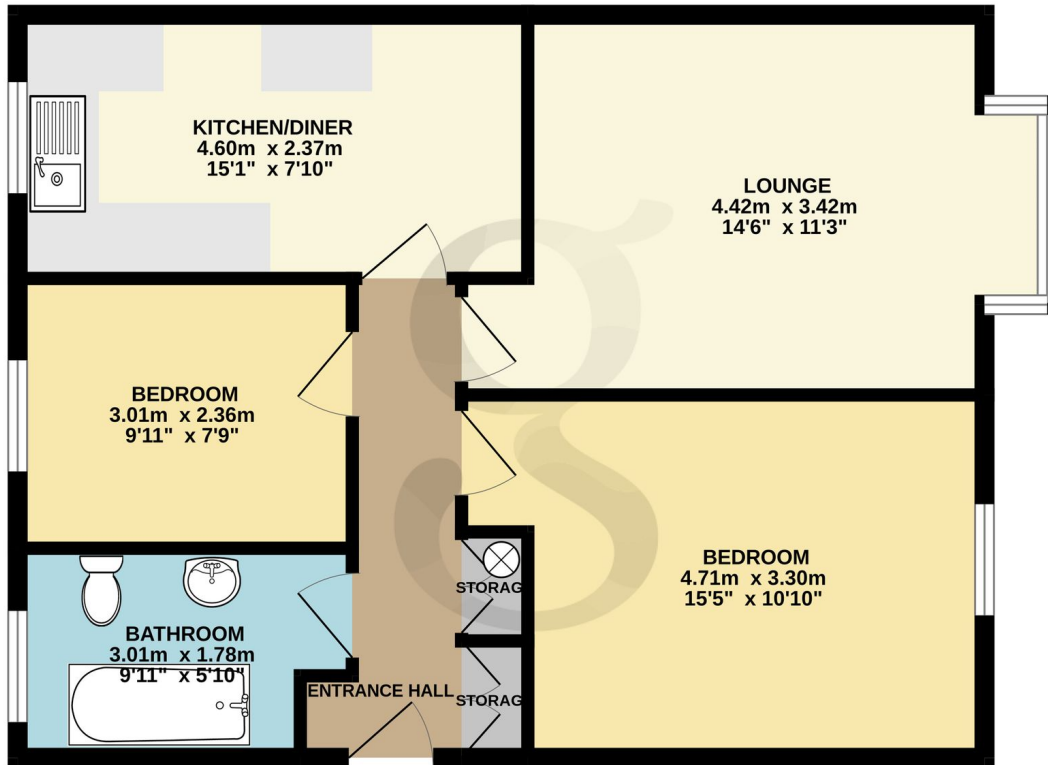 KITCHEN/DINER
4.60m x 2.37m
15'1" x 7'10"
LOUNGE
4.42m x 3.42m
14'6" x 11'3"
BEDROOM
3.01m x 2.36m
9'11" x 7'9"
BEDROOM
4.71m x 3.30m
15'5" x 10'10"
STORAG
BATHROOM
3.01m x 1.78m
9'11" x 5'10"
ENTRANCE HALL
STORAG
g